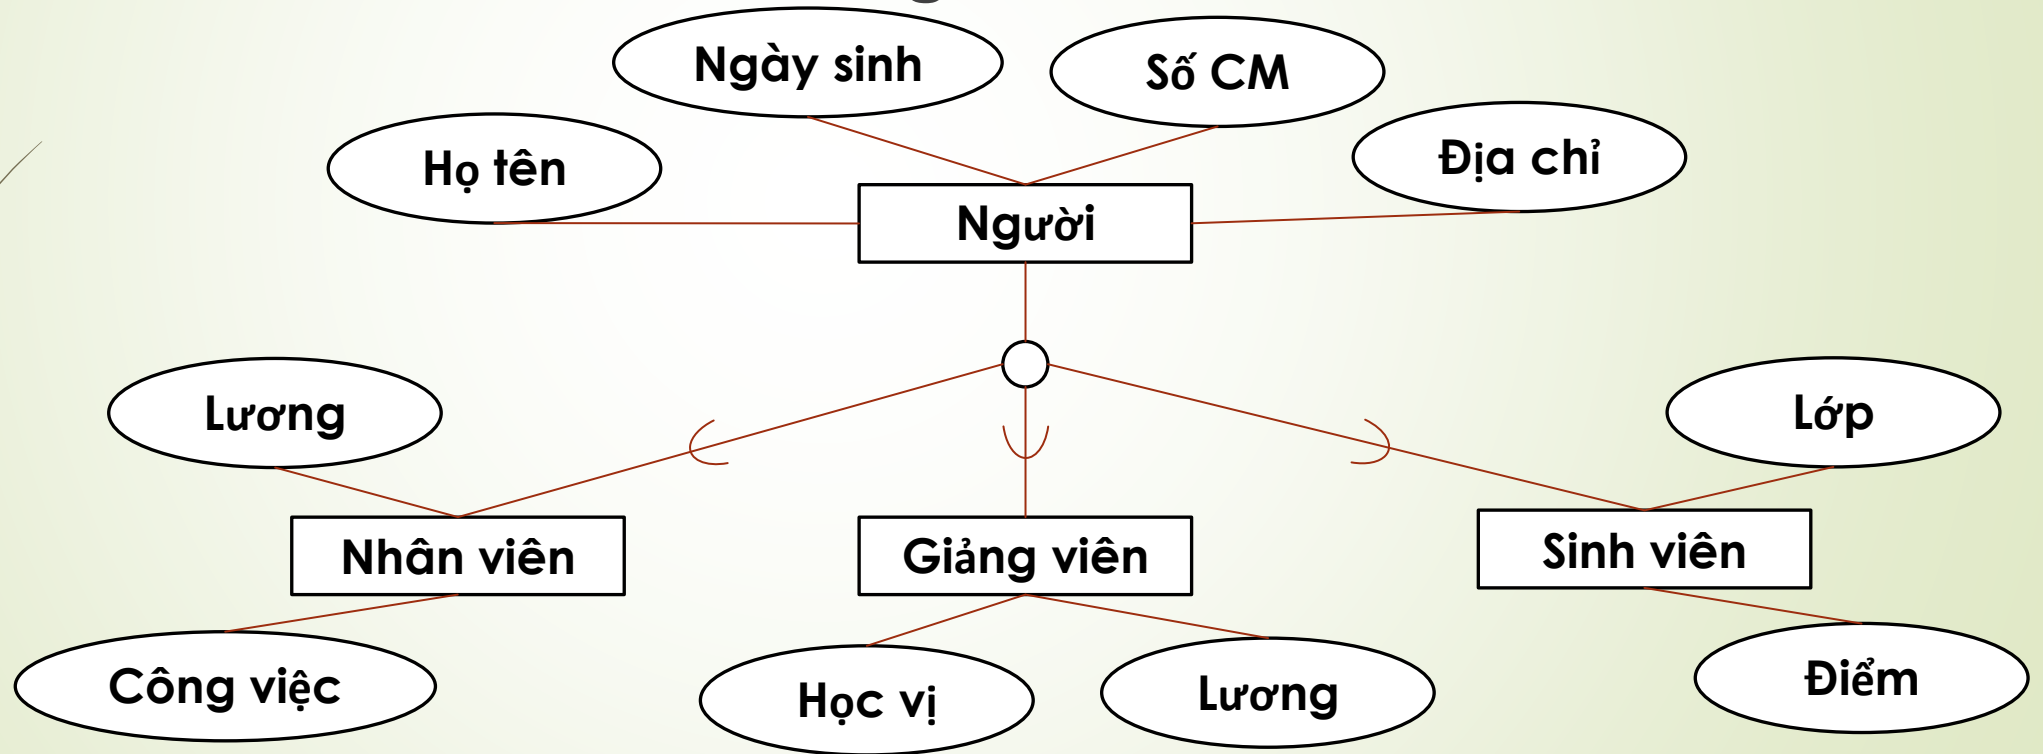 Ngày sinh
Số CM
Họ tên
Địa chỉ
Người
Lương
Lớp
Nhân viên
Giảng viên
Sinh viên
Công việc
Học vị
Lương
Điểm